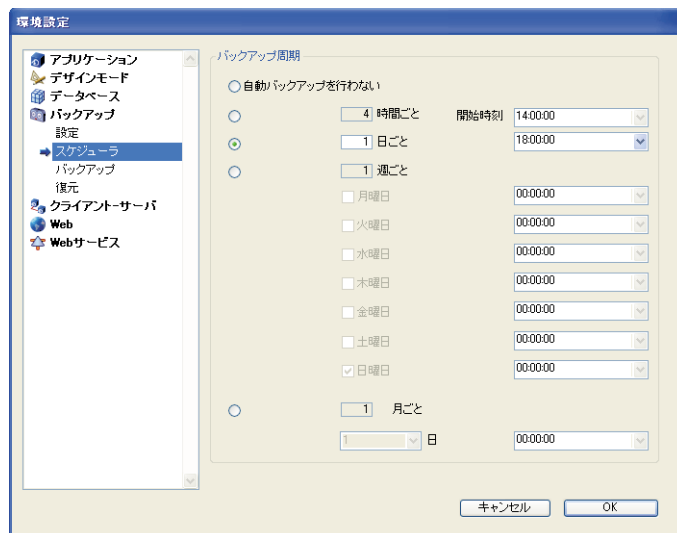 環境設定
アプリケーション
デザインモード
データベース
バックアップ
設定
スケジューラ
バックアップ
復元
クライアント-サーバ
Web
Webサービス
バックアップ周期
自動バックアップを行わない
4 時間ごと 開始時刻 14:00:00
1 日ごと 18:00:00
1 週ごと
月曜日 00:00:00
火曜日 00:00:00
水曜日 00:00:00
木曜日 00:00:00
金曜日 00:00:00
土曜日 00:00:00
日曜日 00:00:00
1 月ごと
1 日 00:00:00
キャンセル OK